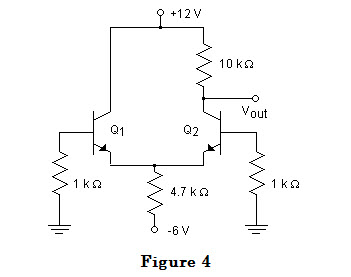 +12 V
10 kΩ
Vout
Q1
Q2
1 kΩ
4.7 kΩ
1 kΩ
-6 V
Figure 4